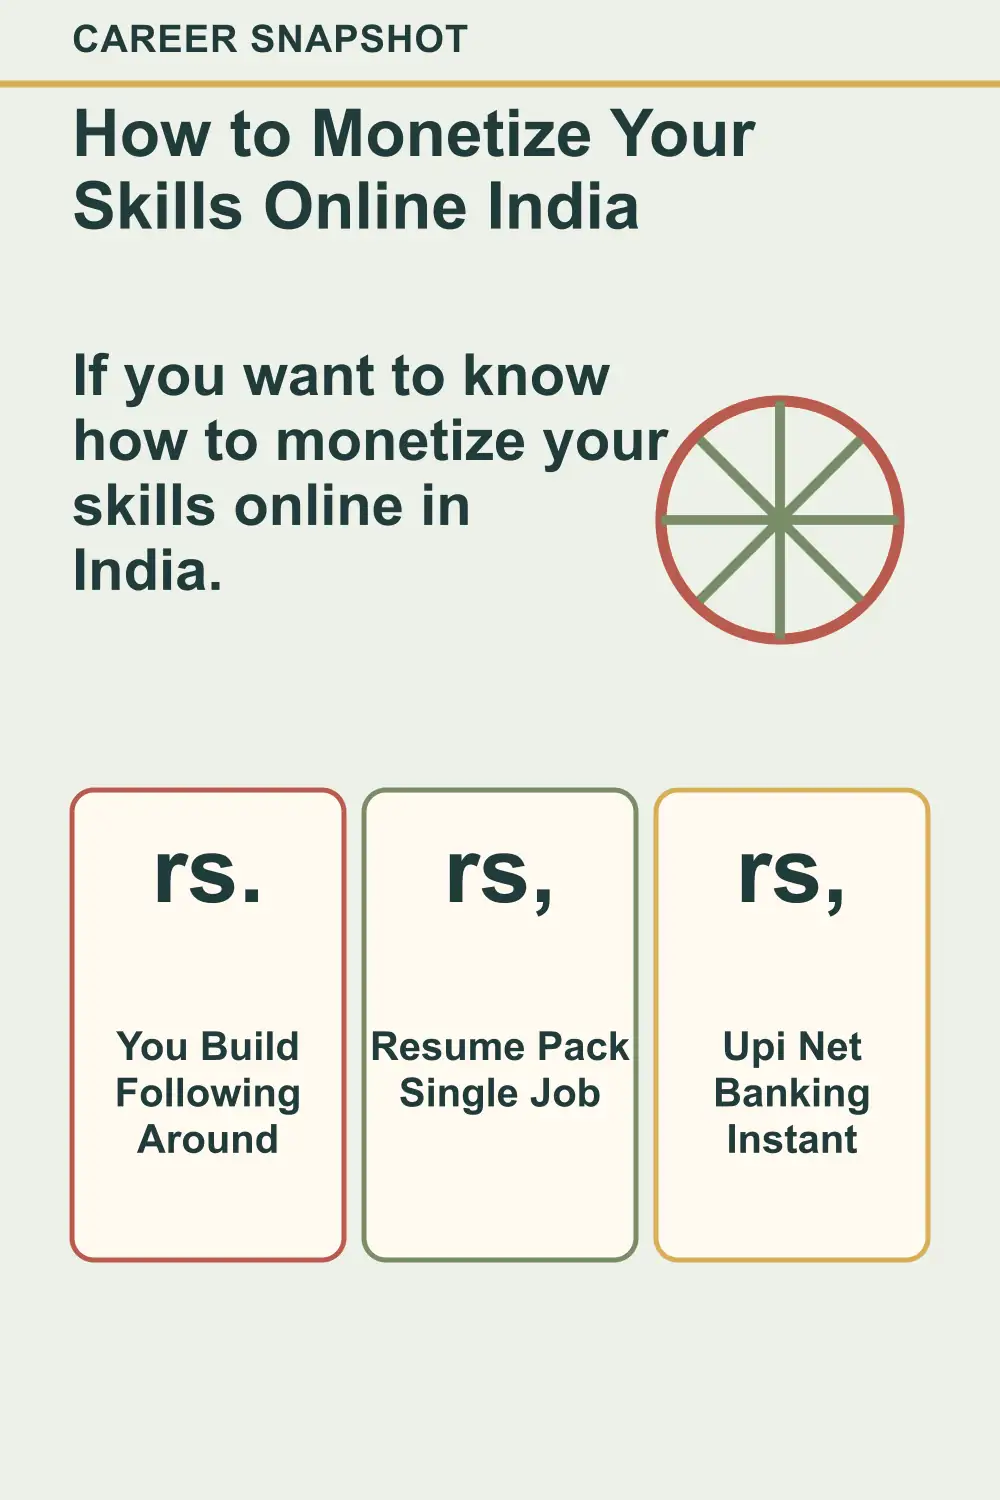 CAREER SNAPSHOT
How to Monetize Your
Skills Online India
If you want to know
how to monetize your
skills online in
India.
rs.
You Build
Following
Around
rs,
Resume Pack
Single Job
rs,
Upi Net
Banking
Instant